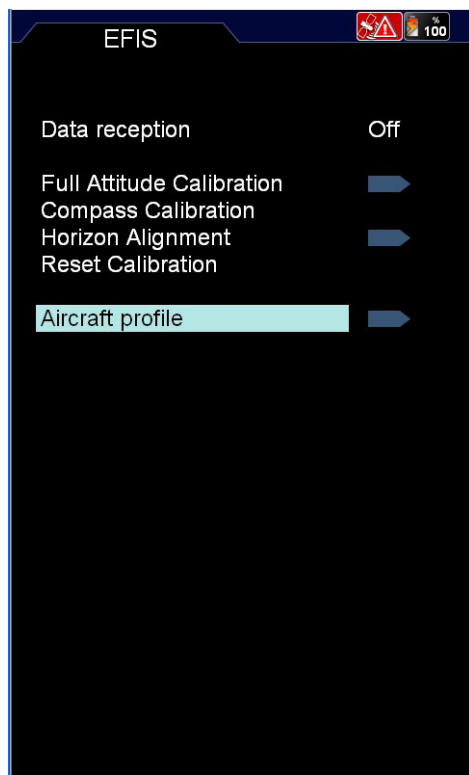 EFIS
% 100
Data reception Off
Full Attitude Calibration
Compass Calibration
Horizon Alignment
Reset Calibration
Aircraft profile